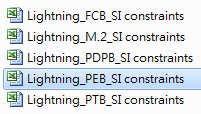 Lightning_FCB_SI constraints
Lightning_M.2_SI constraints
Lightning_PDPB_SI constraints
Lightning_PEB_SI constraints
Lightning_PTB_SI constraints